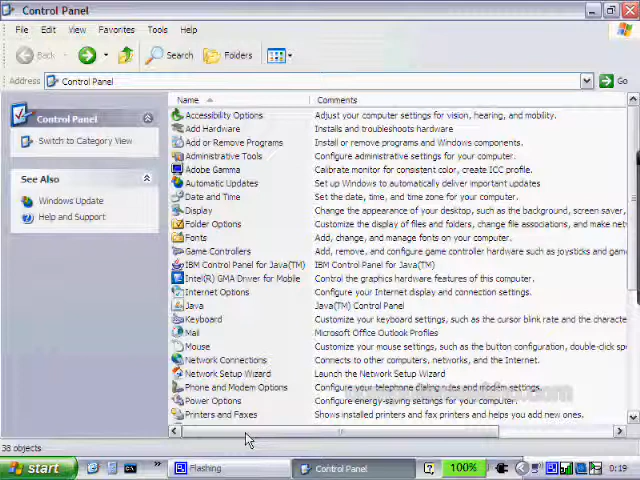 Control Panel
File Edit View Favorites Tools Help
Back Search Folders
Address Control Panel Go
Control Panel
Switch to Category View
See Also
Windows Update
Help and Support
Name Comments
Accessibility Options Adjust your computer settings for vision, hearing, and mobility.
Add Hardware Installs and troubleshoots hardware
Add or Remove Programs Install or remove programs and Windows components.
Administrative Tools Configure administrative settings for your computer.
Adobe Gamma Calibrate monitor for consistent color, create ICC profile.
Automatic Updates Set up Windows to automatically deliver important updates
Date and Time Set the date, time, and time zone for your computer.
Display Change the appearance of your desktop, such as the background, screen saver,
Folder Options Customize the display of files and folders, change file associations, and make net
Fonts Add, change, and manage fonts on your computer.
Game Controllers Add, remove, and configure game controller hardware such as joysticks and gam
IBM Control Panel for Java(TM) IBM Control Panel for Java(TM)
Intel(R) GMA Driver for Mobile Control the graphics hardware features of this computer.
Internet Options Configure your Internet display and connection settings.
Java Java(TM) Control Panel
Keyboard Customize your keyboard settings, such as the cursor blink rate and the characte
Mail Microsoft Office Outlook Profiles
Mouse Customize your mouse settings, such as the button configuration, double-click sp
Network Connections Connects to other computers, networks, and the Internet.
Network Setup Wizard Launch the Network Setup Wizard
Phone and Modem Options Configure your telephone dialing rules and modem settings.
Power Options Configure energy-saving settings for your computer.
Printers and Faxes Shows installed printers and fax printers and helps you add new ones.
38 objects
start Flashing Control Panel 100% 0:19